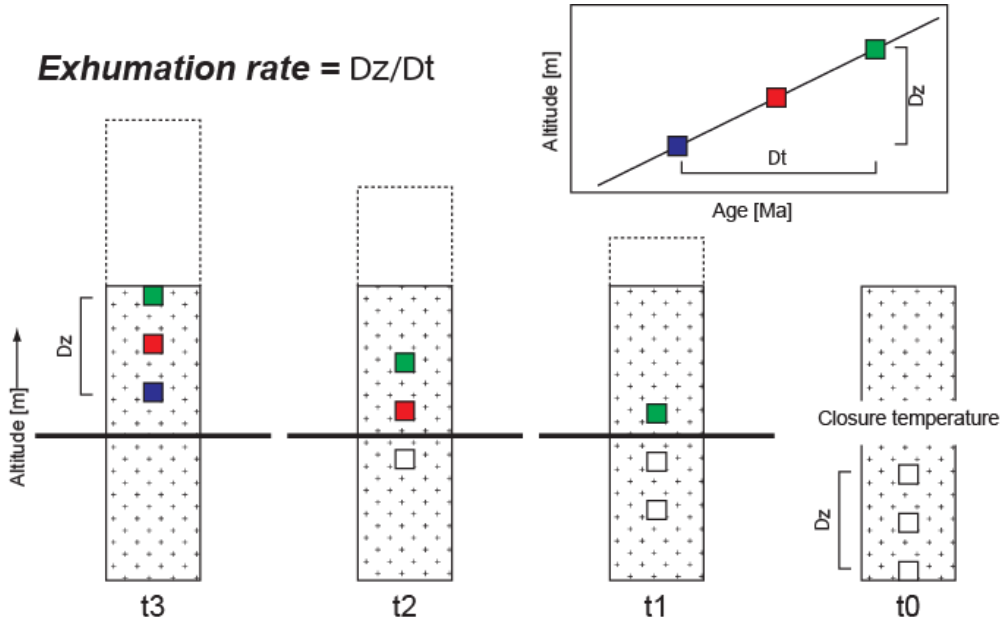 Exhumation rate = Dz/Dt
Altitude [m]
Dz
Dt
Age [Ma]
Altitude [m]
Dz
Closure temperature
Dz
t3
t2
t1
t0